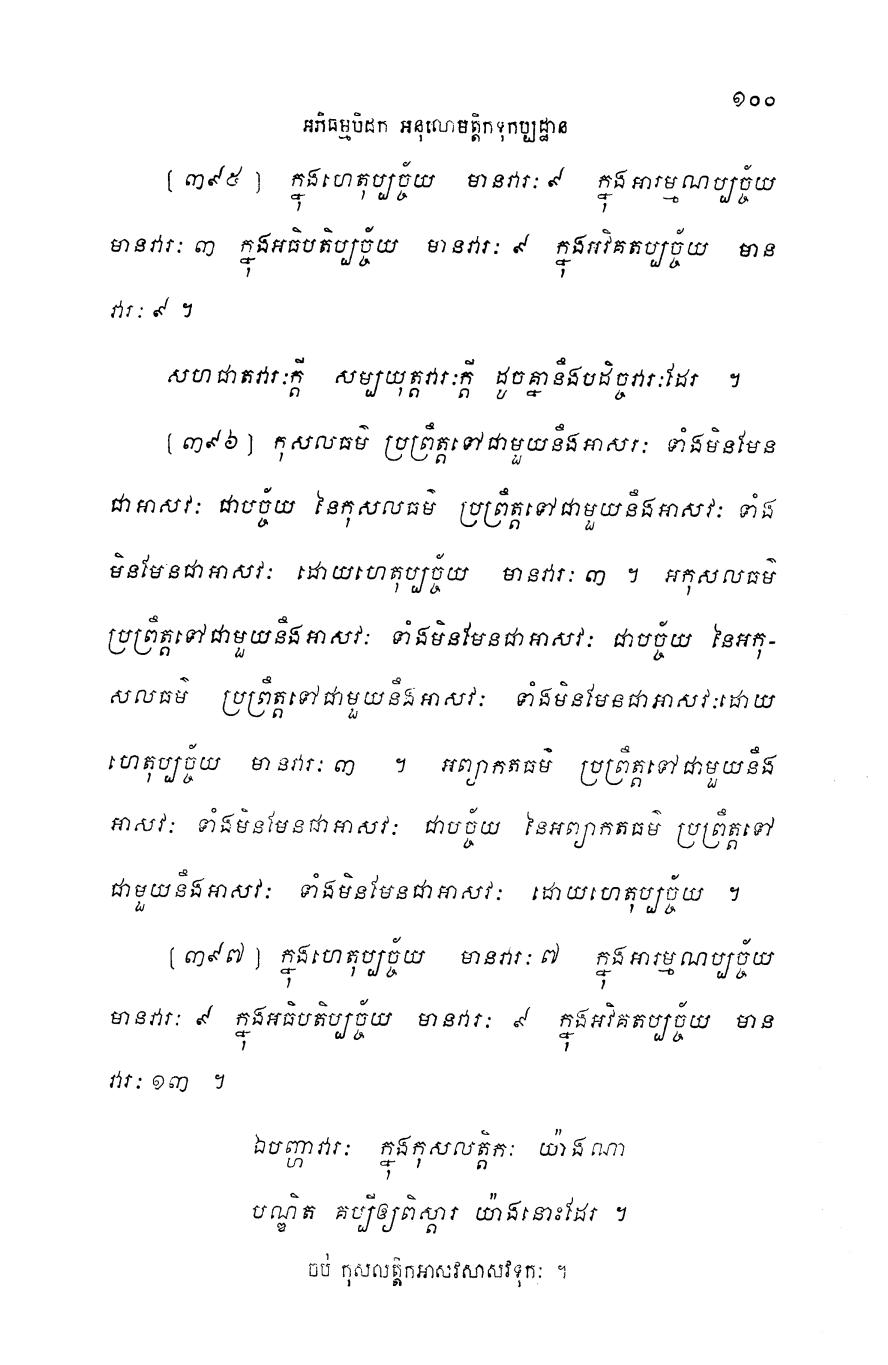 ១០០
អភិធម្មបិដក អនុលោមត្តិកទុកប្បដ្ឋាន
[ ៣៩៥ ] ក្នុងហេតុប្បច្ច័យ មានវារៈ ៩ ក្នុងអារម្មណប្បច្ច័យ
មានវារៈ ៣ ក្នុងអធិបតិប្បច្ច័យ មានវារៈ ៩ ក្នុងអវិគតប្បច្ច័យ មាន
វារៈ ៩ ។
សហជាតវារៈក្តី សម្បយុត្តវារៈក្តី ដូចគ្នានឹងបដិច្ចវារៈដែរ ។
[ ៣៩៦ ] កុសលធម៌ ប្រព្រឹត្តទៅជាមួយនឹងអាសវៈ ទាំងមិនមែន
ជាអាសវៈ ជាបច្ច័យ នៃកុសលធម៌ ប្រព្រឹត្តទៅជាមួយនឹងអាសវៈ ទាំង
មិនមែនជាអាសវៈ ដោយហេតុប្បច្ច័យ មានវារៈ ៣ ។ អកុសលធម៌
ប្រព្រឹត្តទៅជាមួយនឹងអាសវៈ ទាំងមិនមែនជាអាសវៈ ជាបច្ច័យ នៃអកុ-
សលធម៌ ប្រព្រឹត្តទៅជាមួយនឹងអាសវៈ ទាំងមិនមែនជាអាសវៈដោយ
ហេតុប្បច្ច័យ មានវារៈ ៣ ។ អព្យាកតធម៌ ប្រព្រឹត្តទៅជាមួយនឹង
អាសវៈ ទាំងមិនមែនជាអាសវៈ ជាបច្ច័យ នៃអព្យាកតធម៌ ប្រព្រឹត្តទៅ
ជាមួយនឹងអាសវៈ ទាំងមិនមែនជាអាសវៈ ដោយហេតុប្បច្ច័យ ។
[ ៣៩៧ ] ក្នុងហេតុប្បច្ច័យ មានវារៈ ៧ ក្នុងអារម្មណប្បច្ច័យ
មានវារៈ ៩ ក្នុងអធិបតិប្បច្ច័យ មានវារៈ ៩ ក្នុងអវិគតប្បច្ច័យ មាន
វារៈ ១៣ ។
ឯបញ្ហាវារៈ ក្នុងកុសលត្តិកៈ យ៉ាងណា
បណ្ឌិត គប្បីឲ្យពិស្តារ យ៉ាងនោះដែរ ។
ចប់ កុសលត្តិកអាសវសាសវទុកៈ ។